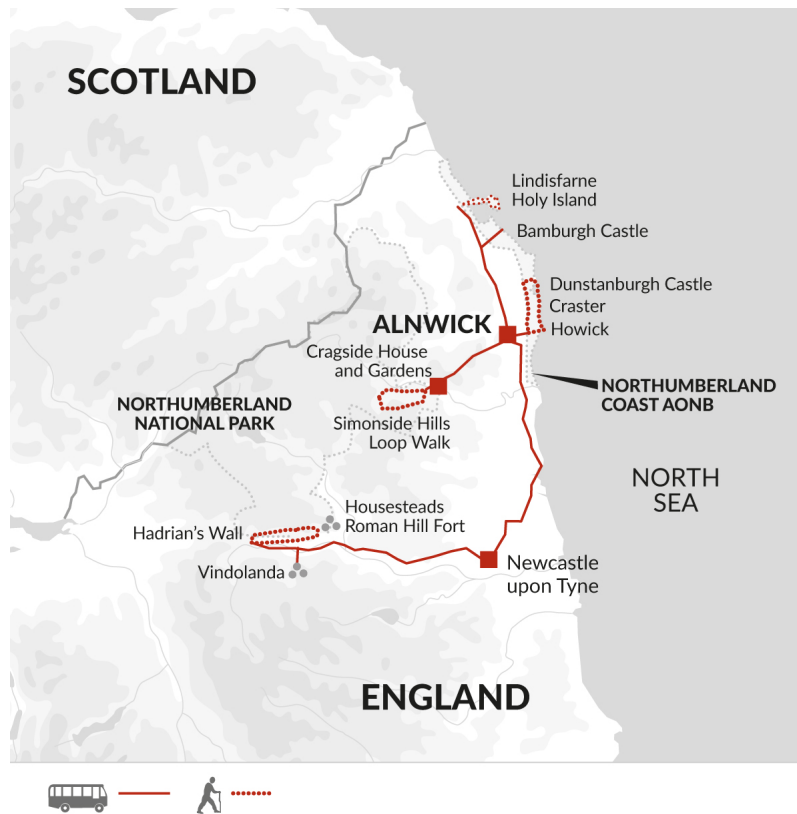 SCOTLAND
Lindisfarne
Holy Island
Bamburgh Castle
Dunstanburgh Castle
Craster
Howick
ALNWICK
Cragside House
and Gardens
NORTHUMBERLAND
COAST AONB
NORTHUMBERLAND
NATIONAL PARK
Simonside Hills
Loop Walk
NORTH
SEA
Housesteads
Roman Hill Fort
Hadrian's Wall
Vindolanda
Newcastle
upon Tyne
ENGLAND